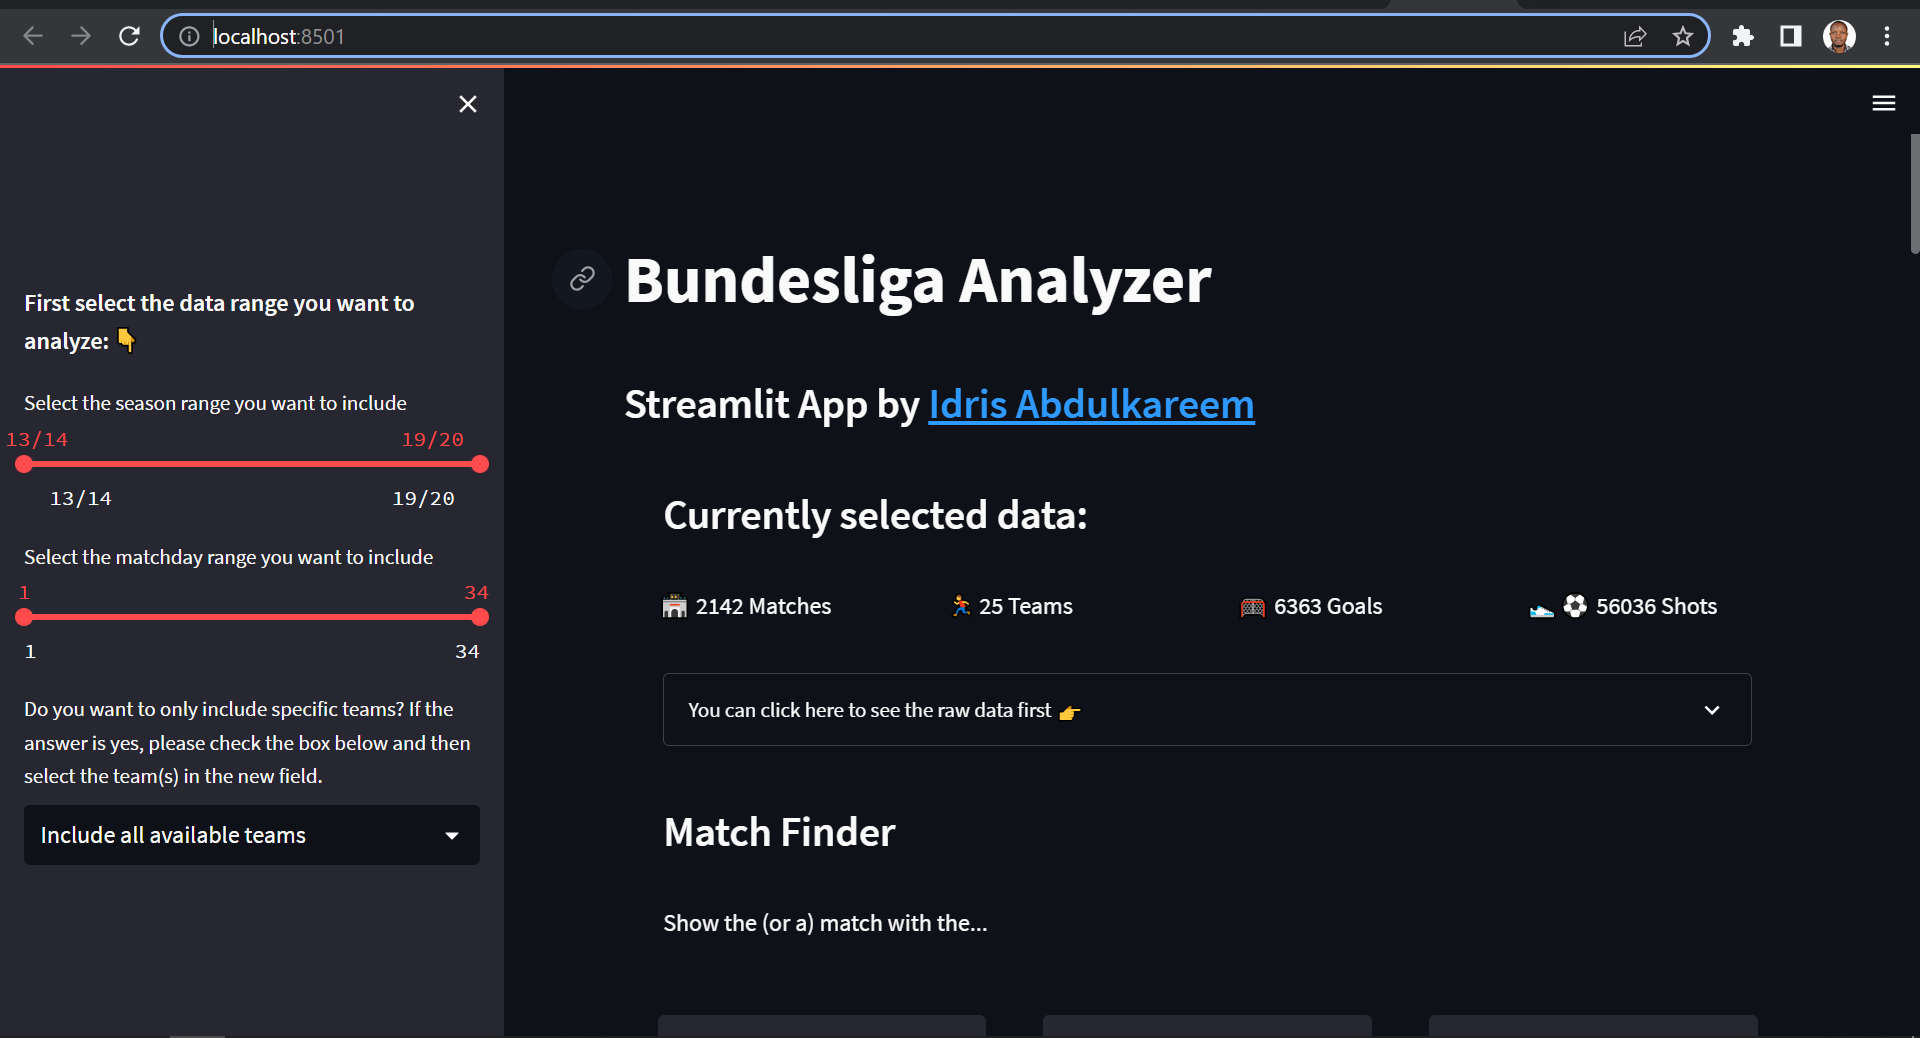 localhost:8501
First select the data range you want to
analyze: 👇
Select the season range you want to include
13/14 19/20
13/14 19/20
Select the matchday range you want to include
1 34
1 34
Do you want to only include specific teams? If the
answer is yes, please check the box below and then
select the team(s) in the new field.
Include all available teams
Bundesliga Analyzer
Streamlit App by Idris Abdulkareem
Currently selected data:
🏟 2142 Matches 🏃 25 Teams 🥅 6363 Goals 👟⚽ 56036 Shots
You can click here to see the raw data first 👉
Match Finder
Show the (or a) match with the...